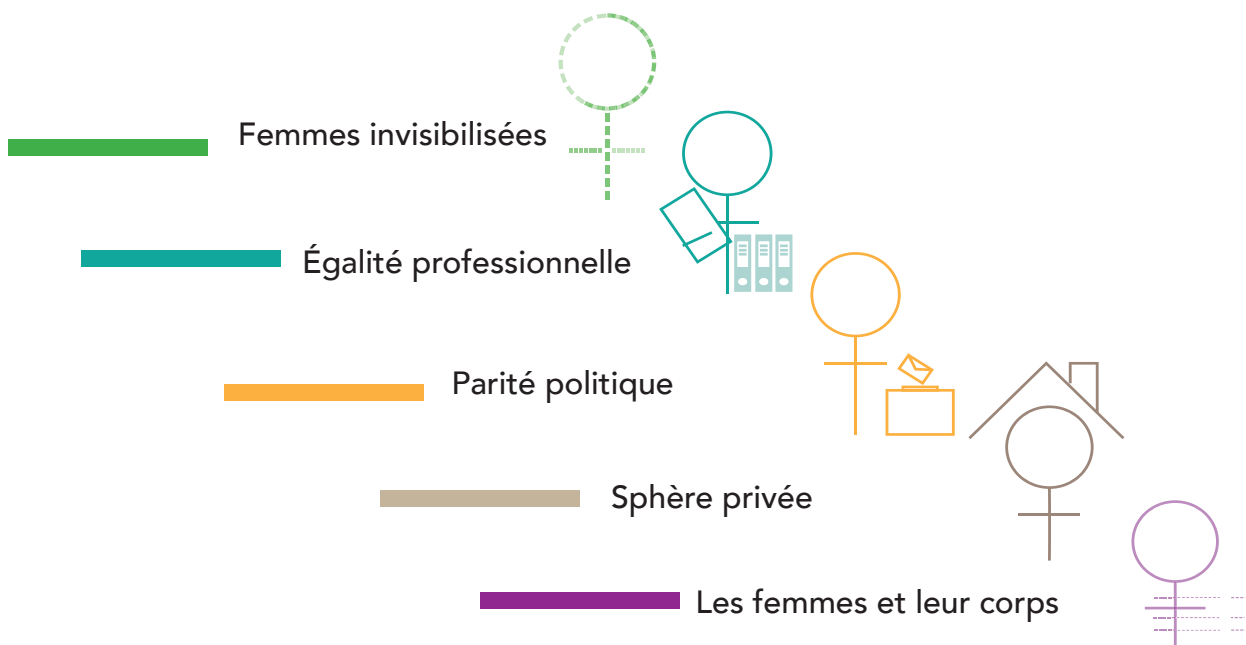 Femmes invisibilisées
Égalité professionnelle
Parité politique
Sphère privée
Les femmes et leur corps